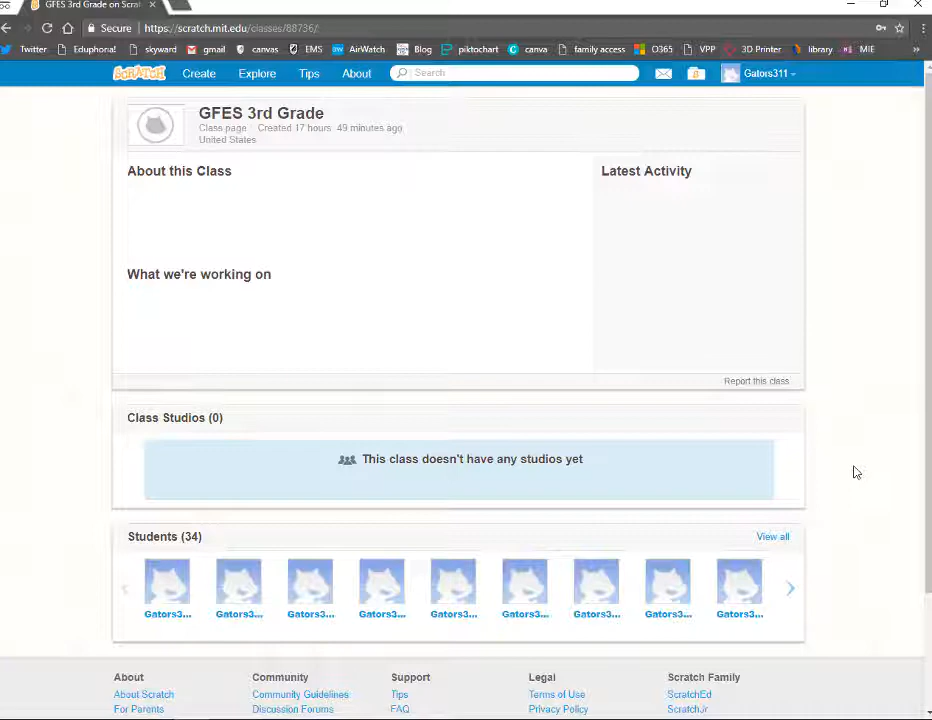 GFES 3rd Grade on Scra
Secure https://scratch.mit.edu/classes/88736/
Twitter Eduphoria! skyward gmail canvas EMS AirWatch Blog piktochart canva family access O365 VPP 3D Printer library MIE »
SCRATCH Create Explore Tips About Search Gators311
GFES 3rd Grade
Class page Created 17 hours 49 minutes ago
United States
About this Class
Latest Activity
What we're working on
Report this class
Class Studios (0)
This class doesn't have any studios yet
Students (34)
View all
Gators3... Gators3... Gators3... Gators3... Gators3... Gators3... Gators3... Gators3... Gators3...
About Community Support Legal Scratch Family
About Scratch Community Guidelines Tips Terms of Use ScratchEd
For Parents Discussion Forums FAQ Privacy Policy ScratchJr